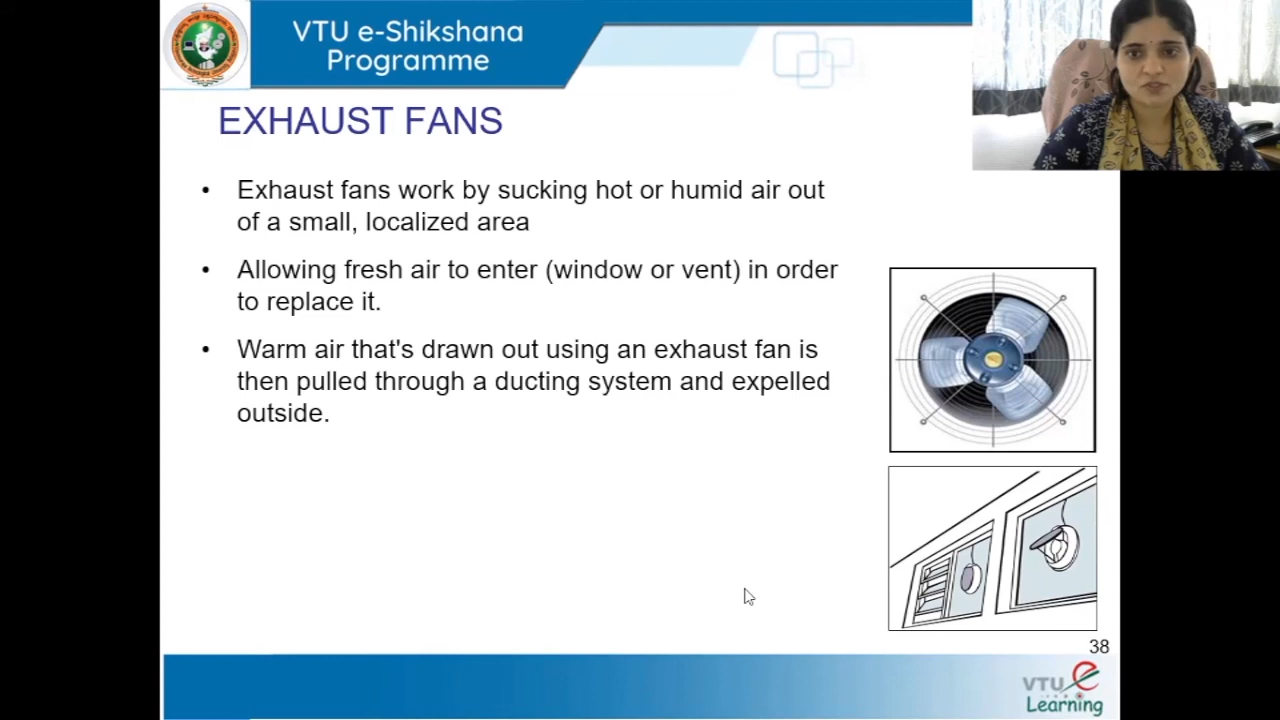 VTU e-Shikshana
Programme
EXHAUST FANS
• Exhaust fans work by sucking hot or humid air out
of a small, localized area
• Allowing fresh air to enter (window or vent) in order
to replace it.
• Warm air that's drawn out using an exhaust fan is
then pulled through a ducting system and expelled
outside.
38
VTU e
Learning